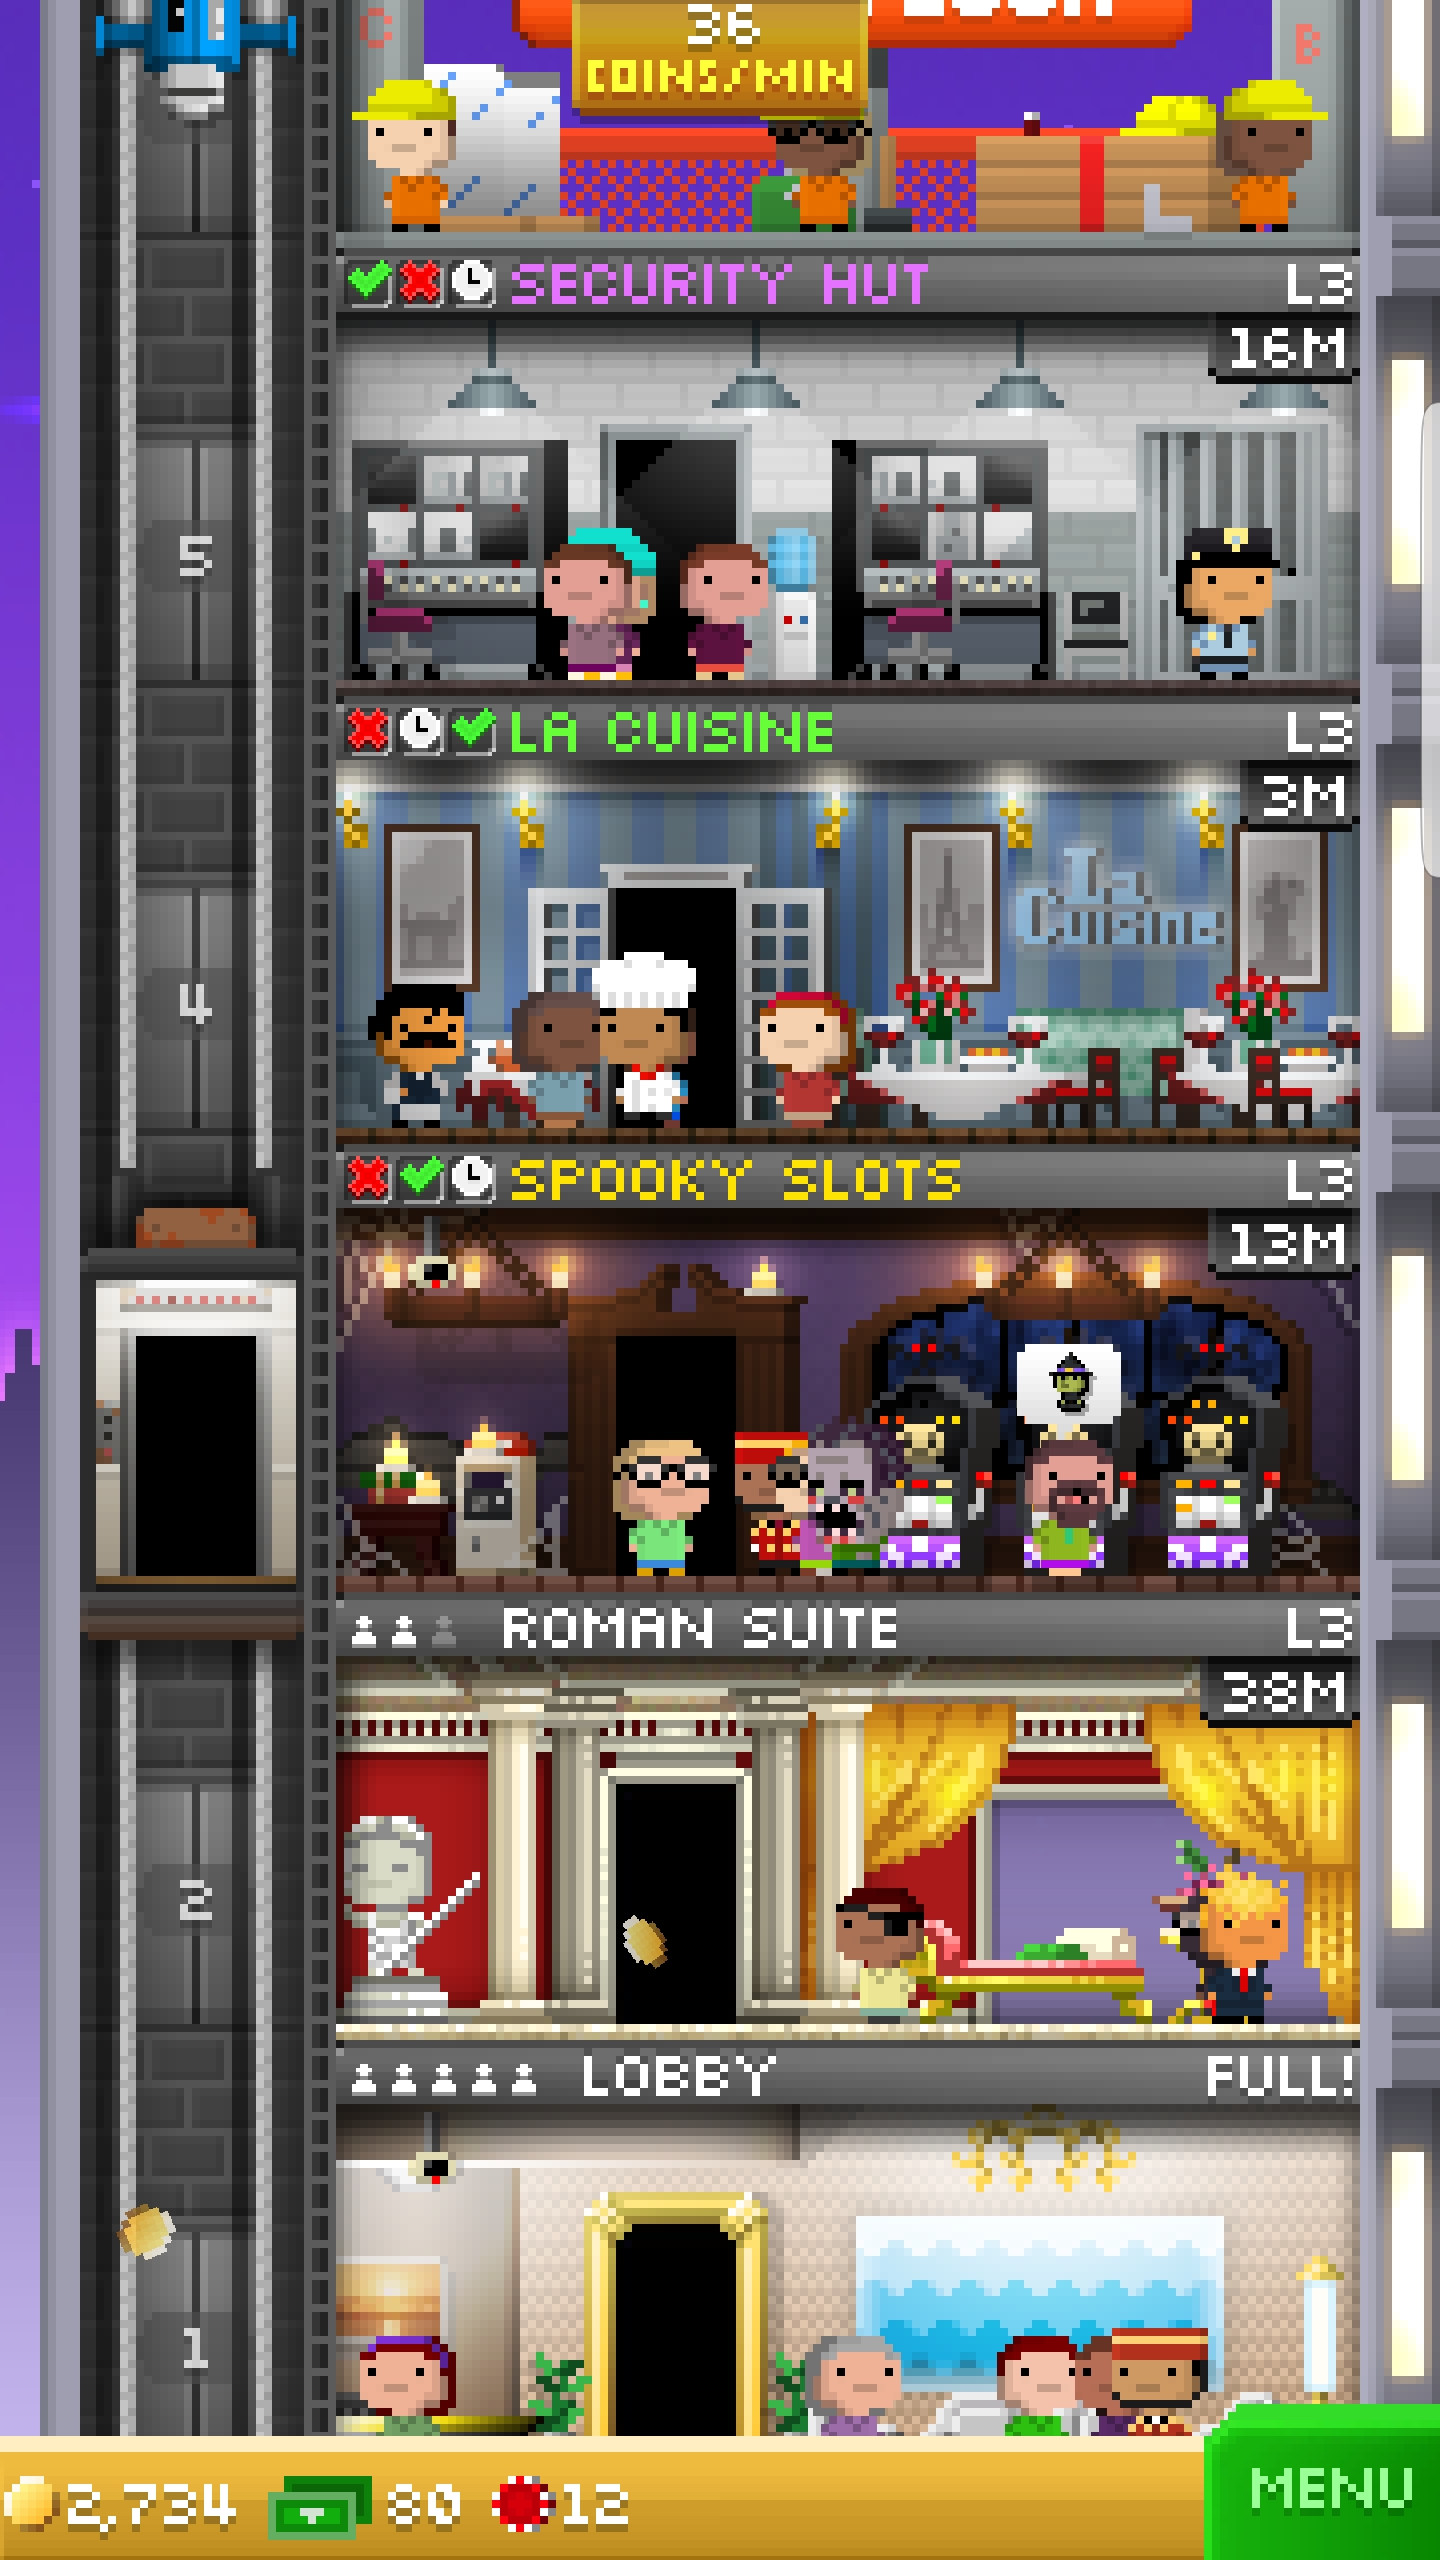 36
COINS/MIN
C
B
SECURITY HUT L3
16M
5
LA CUISINE L3
3M
La
Cuisine
4
SPOOKY SLOTS L3
13M
ROMAN SUITE L3
38M
2
LOBBY FULL!
1
2,734 80 12
MENU